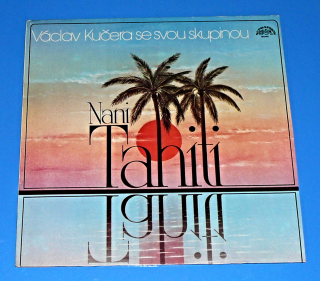 Václav Kučera se svou skupinou
Nani
Tahiti